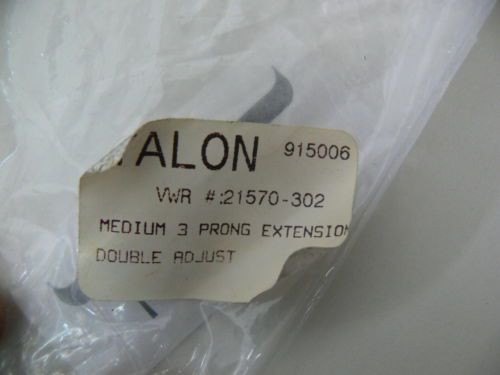 TALON 915006
VWR #:21570-302
MEDIUM 3 PRONG EXTENSION
DOUBLE ADJUST